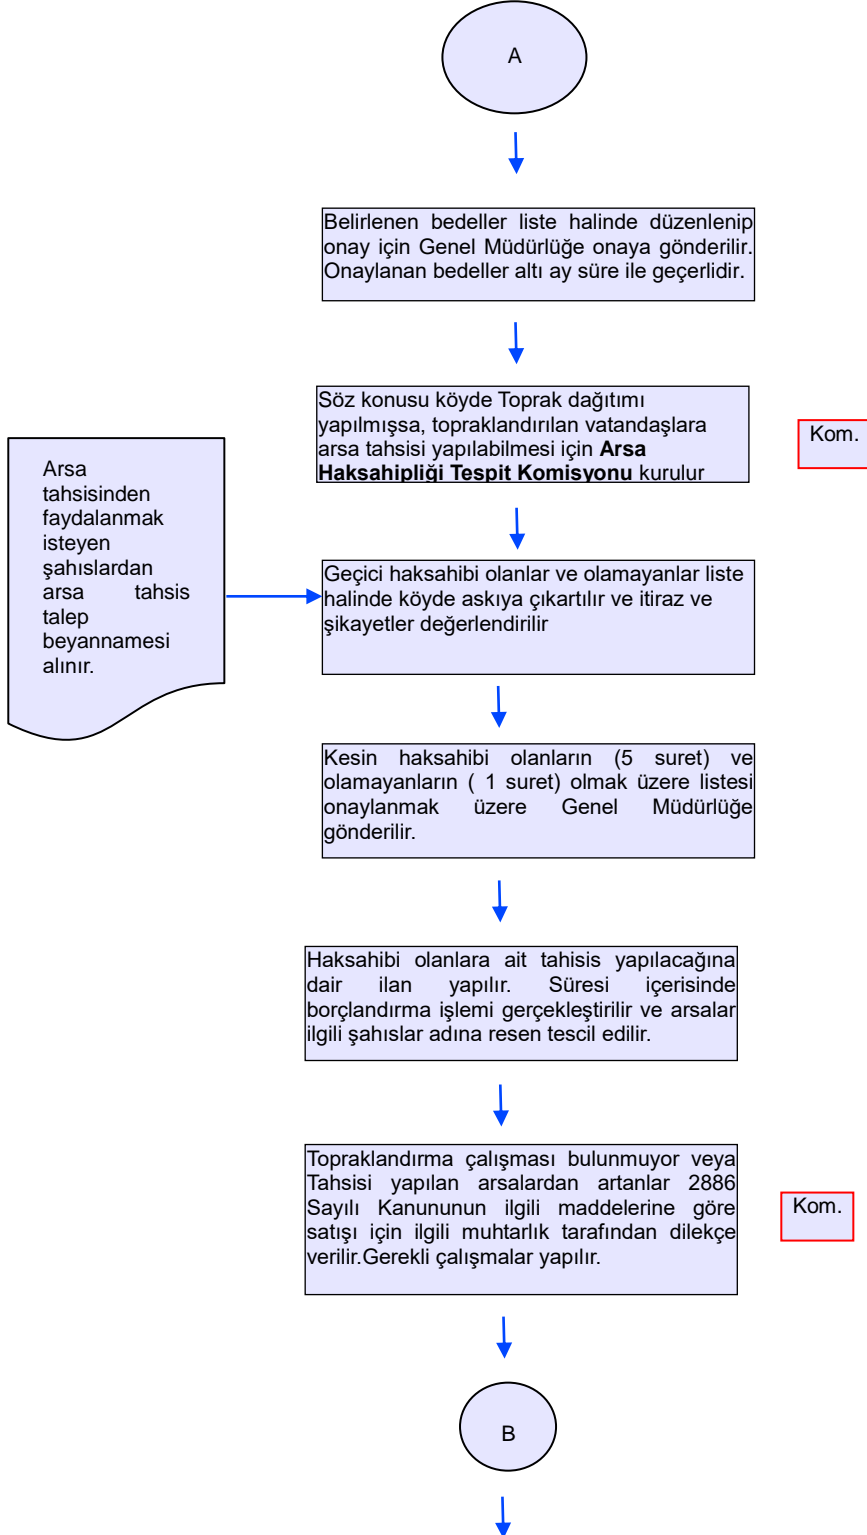 A
Belirlenen bedeller liste halinde düzenlenip
onay için Genel Müdürlüğe onaya gönderilir.
Onaylanan bedeller altı ay süre ile geçerlidir.
Söz konusu köyde Toprak dağıtımı
yapılmışsa, topraklandırılan vatandaşlara
arsa tahsisi yapılabilmesi için Arsa
Haksahipliği Tespit Komisyonu kurulur
Kom.
Arsa
tahsisinden
faydalanmak
isteyen
şahıslardan
arsa tahsis
talep
beyannamesi
alınır.
Geçici haksahibi olanlar ve olamayanlar liste
halinde köyde askıya çıkartılır ve itiraz ve
şikayetler değerlendirilir
Kesin haksahibi olanların (5 suret) ve
olamayanların ( 1 suret) olmak üzere listesi
onaylanmak üzere Genel Müdürlüğe
gönderilir.
Haksahibi olanlara ait tahisis yapılacağına
dair ilan yapılır. Süresi içerisinde
borçlandırma işlemi gerçekleştirilir ve arsalar
ilgili şahıslar adına resen tescil edilir.
Topraklandırma çalışması bulunmuyor veya
Tahsisi yapılan arsalardan artanlar 2886
Sayılı Kanununun ilgili maddelerine göre
satışı için ilgili muhtarlık tarafından dilekçe
verilir.Gerekli çalışmalar yapılır.
Kom.
B